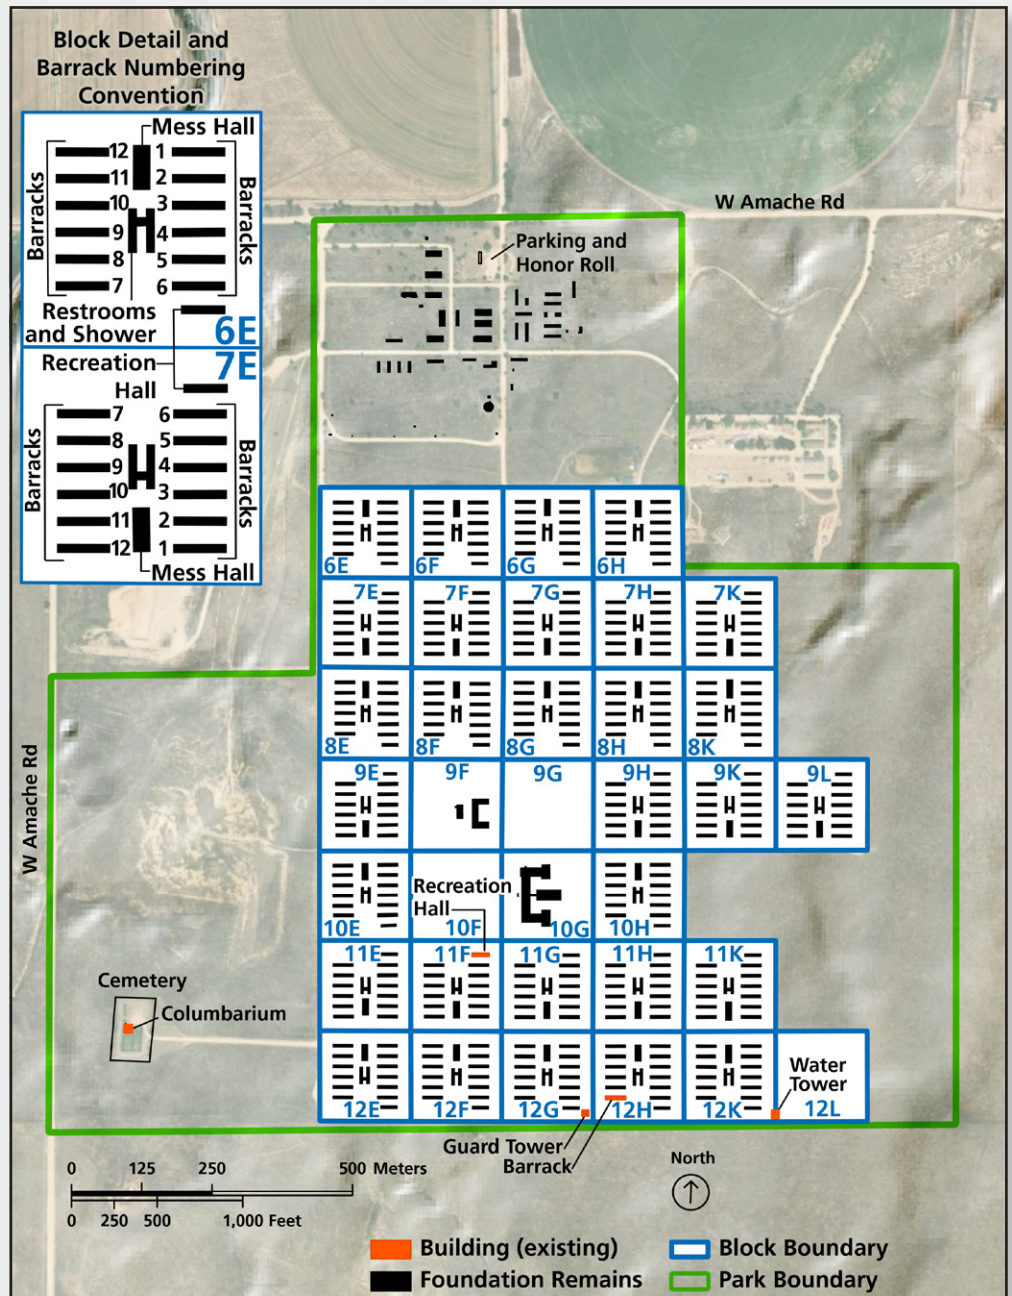 Block Detail and
Barrack Numbering
Convention
Mess Hall
Barracks
12 1
11 2
10 3
9 4
8 5
7 6
Barracks
Restrooms
and Shower
6E
Recreation
Hall
7E
Barracks
7 6
8 5
9 4
10 3
11 2
12 1
Barracks
Mess Hall
W Amache Rd
Parking and
Honor Roll
6E 6F 6G 6H
7E 7F 7G 7H 7K
8E 8F 8G 8H 8K
9E 9F 9G 9H 9K 9L
W Amache Rd
Recreation
Hall
10E 10F 10G 10H
11E 11F 11G 11H 11K
Cemetery
Columbarium
Water
Tower
12E 12F 12G 12H 12K 12L
Guard Tower
Barrack
0 125 250 500 Meters
0 250 500 1,000 Feet
North
Building (existing)
Foundation Remains
Block Boundary
Park Boundary